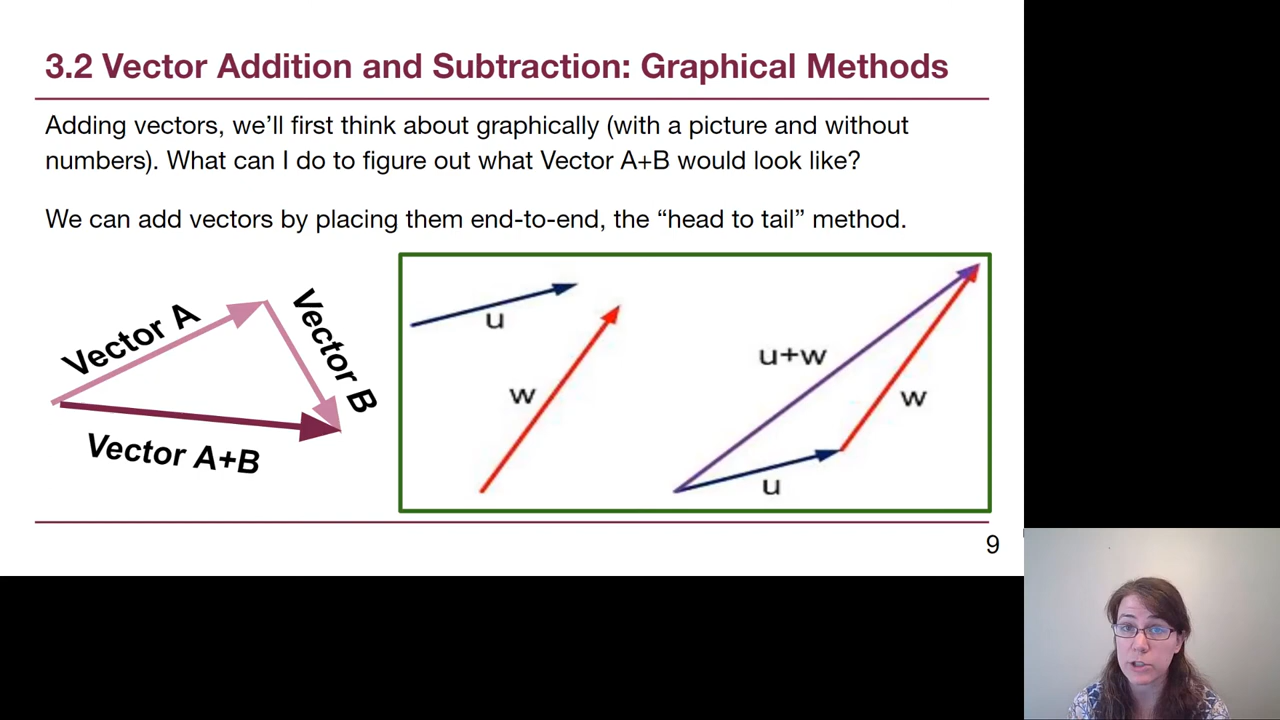 3.2 Vector Addition and Subtraction: Graphical Methods
Adding vectors, we’ll first think about graphically (with a picture and without
numbers). What can I do to figure out what Vector A+B would look like?
We can add vectors by placing them end-to-end, the “head to tail” method.
Vector A
Vector B
Vector A+B
u
w
u+w
w
u
9